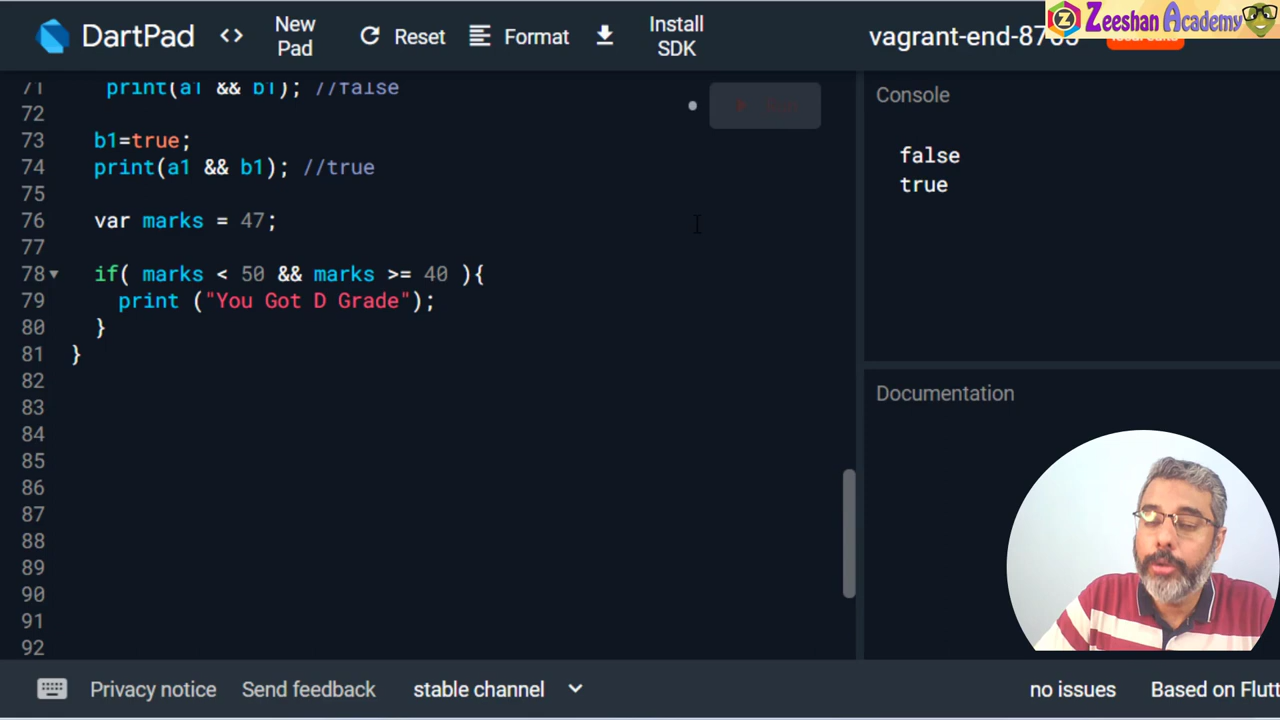 Zeeshan Academy
DartPad
<> New Pad
Reset
Format
Install SDK
71 print(a1 && b1); //false
72
73 b1=true;
74 print(a1 && b1); //true
75
76 var marks = 47;
77
78 if( marks < 50 && marks >= 40 ){
79 print ("You Got D Grade");
80 }
81 }
82
83
84
85
86
87
88
89
90
91
92
Console
false
true
Documentation
Privacy notice
Send feedback
stable channel
no issues
Based on Flutt